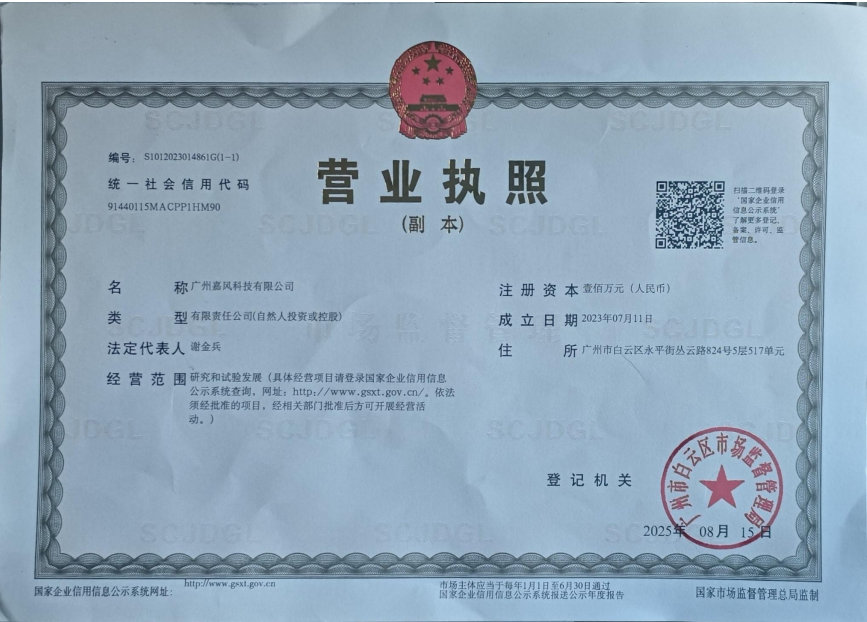 编号：S1012023014861G(1-1)
统一社会信用代码
91440115MACPP1HM90
营业执照
(副 本)
扫描二维码登录
‘国家企业信用
信息公示系统’
了解更多登记、
备案、许可、监
管信息。
名 称 广州嘉风科技有限公司
类 型 有限责任公司(自然人投资或控股)
法定代表人 谢金兵
经营范围 研究和试验发展（具体经营项目请登录国家企业信用信息
公示系统查询，网址：http://www.gsxt.gov.cn/。依法
须经批准的项目，经相关部门批准后方可开展经营活
动。）
注册资本 壹佰万元（人民币）
成立日期 2023年07月11日
住 所 广州市白云区永平街丛云路824号5层517单元
登记机关
广州市白云区市场监督管理局
2025年 08月 15日
国家企业信用信息公示系统网址：http://www.gsxt.gov.cn
市场主体应当于每年1月1日至6月30日通过
国家企业信用信息公示系统报送公示年度报告
国家市场监督管理总局监制
SCJDGL
市场监督管理